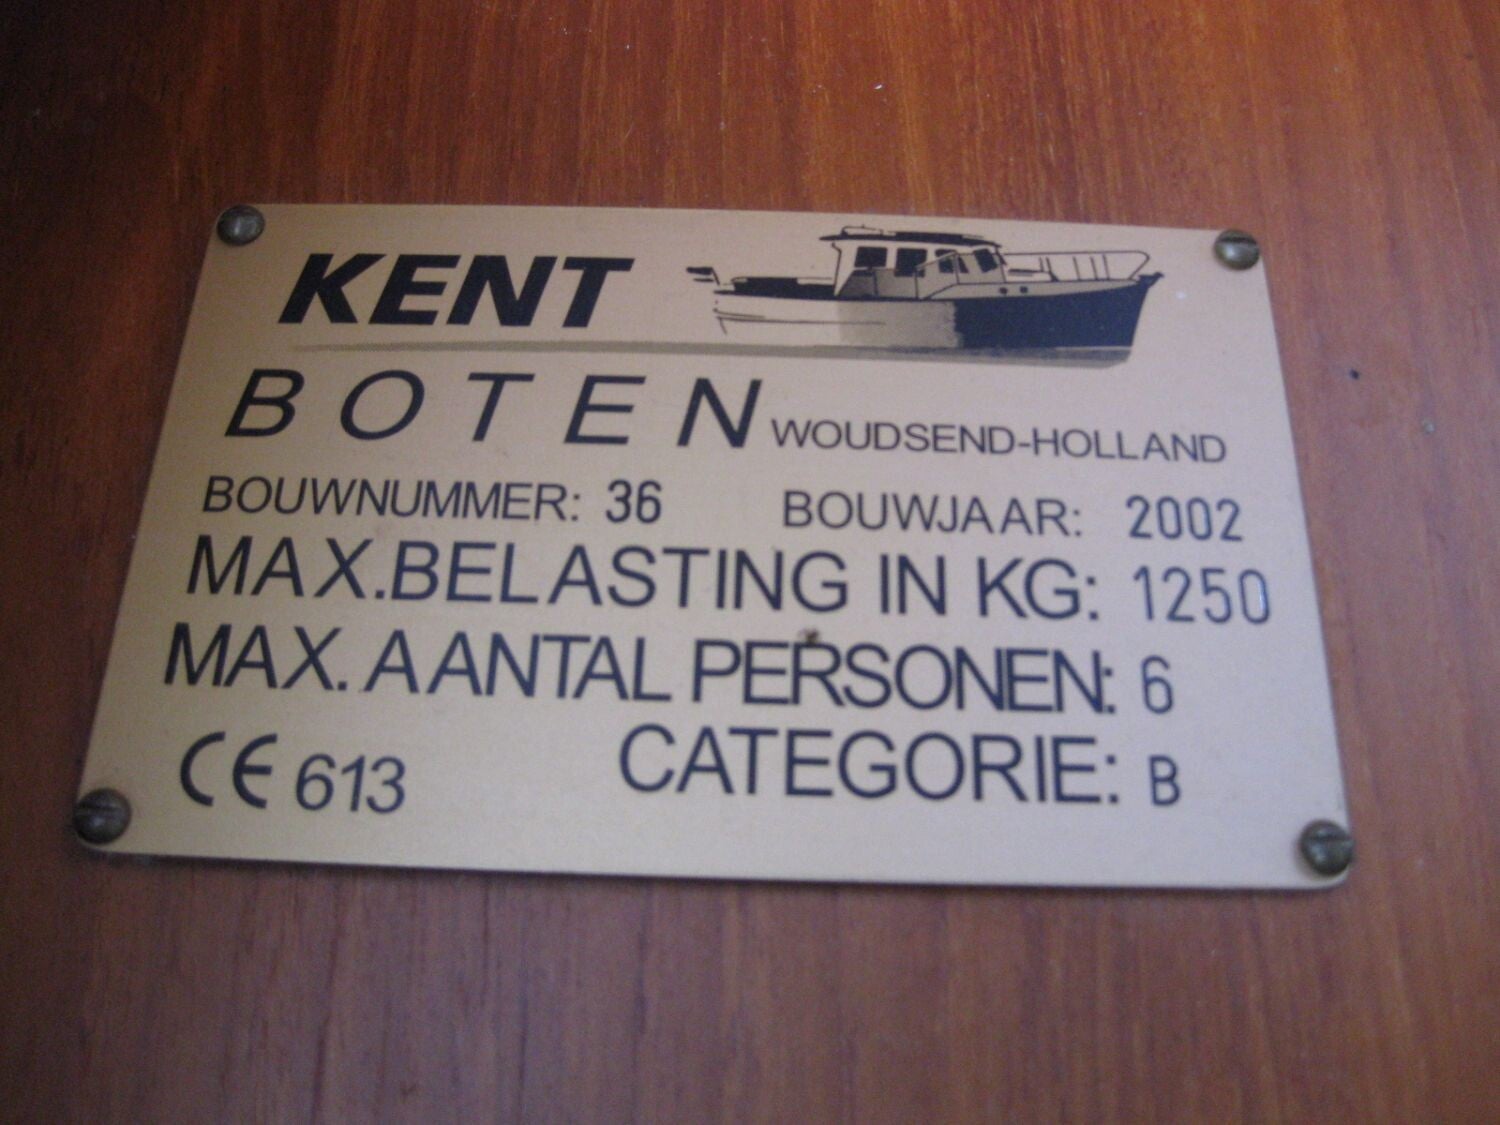 KENT
BOTEN WOUDSEND-HOLLAND
BOUWNUMMER: 36 BOUWJAAR: 2002
MAX.BELASTING IN KG: 1250
MAX. AANTAL PERSONEN: 6
CE 613 CATEGORIE: B